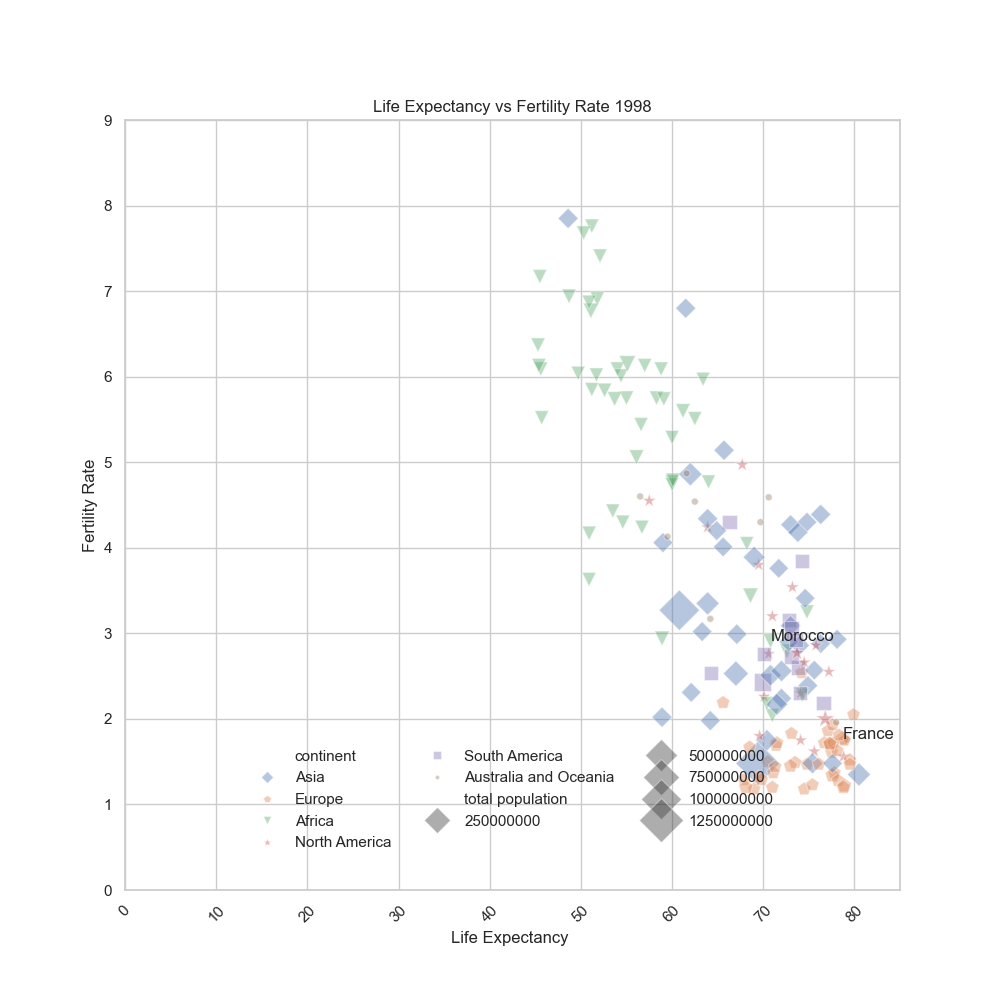 Life Expectancy vs Fertility Rate 1998
9
8
7
6
5
4
3
2
1
0
Fertility Rate
Morocco
France
continent
Asia
Europe
Africa
North America
South America
Australia and Oceania
total population
250000000
500000000
750000000
1000000000
1250000000
0 10 20 30 40 50 60 70 80
Life Expectancy